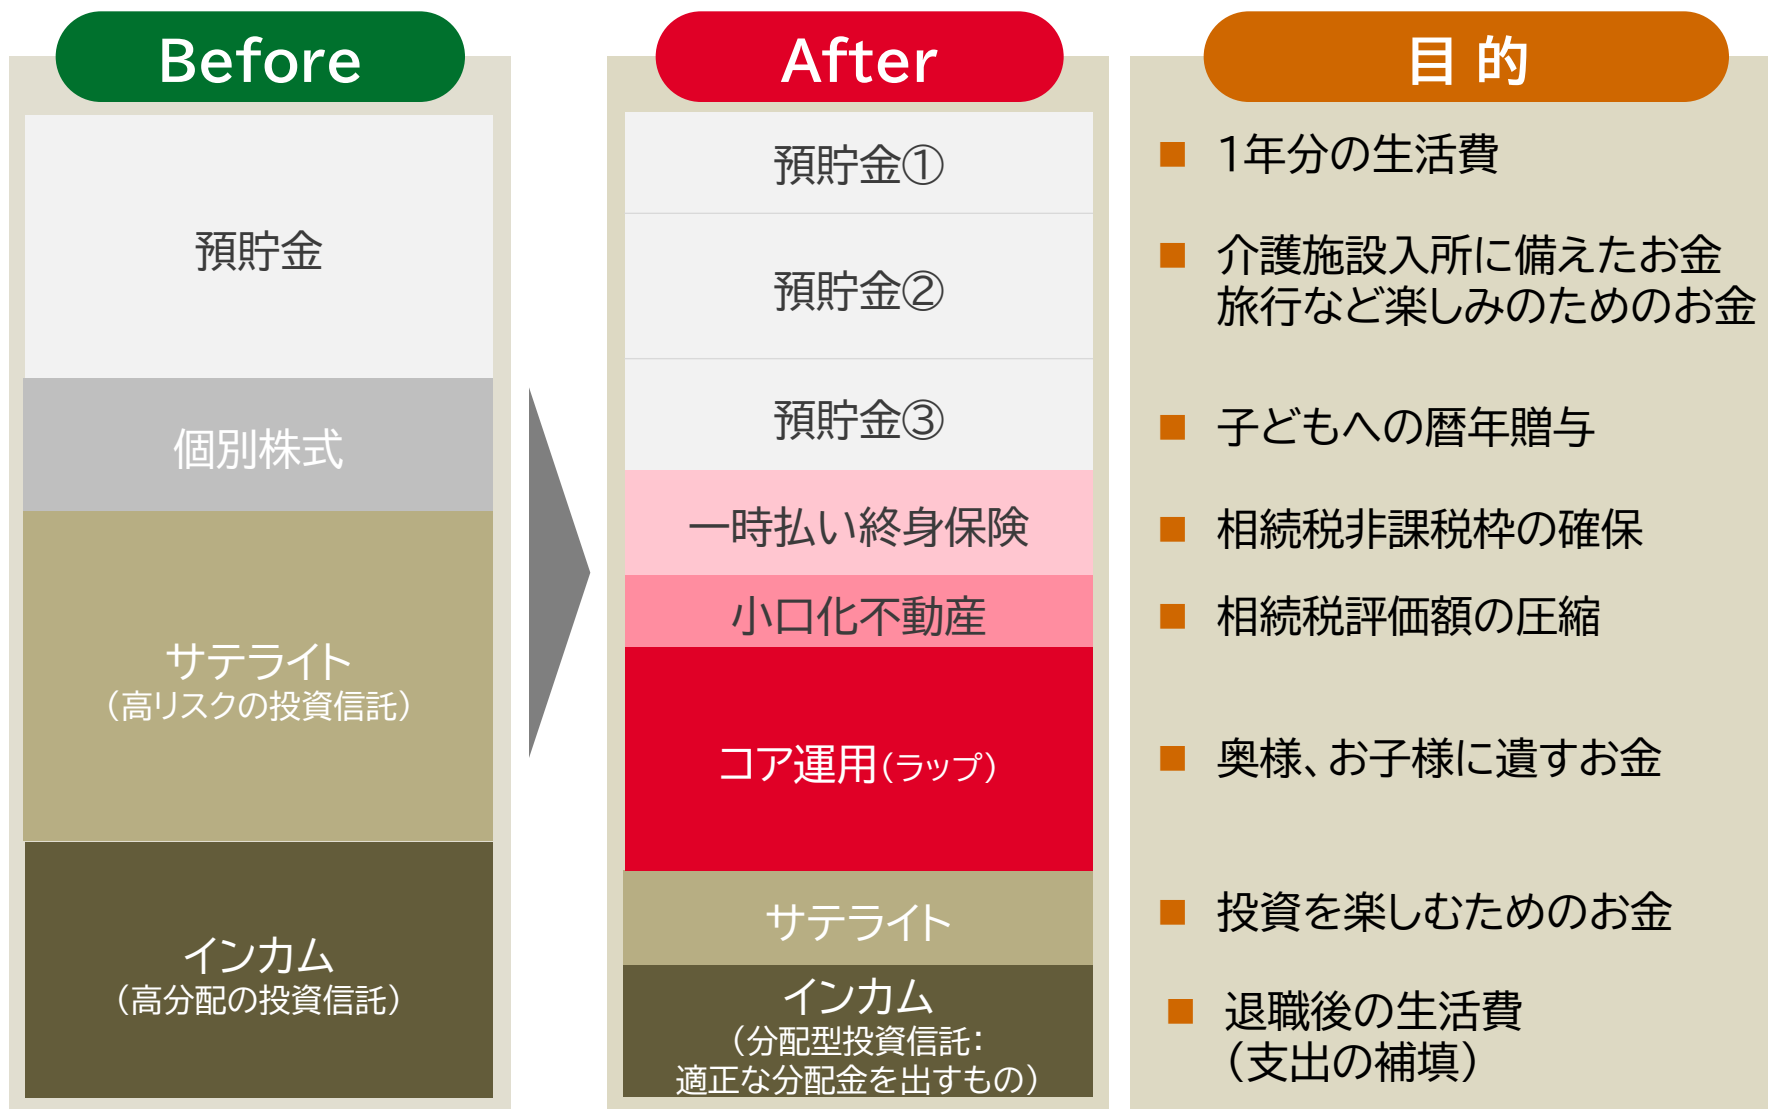 Before
預貯金
個別株式
サテライト
（高リスクの投資信託）
インカム
（高分配の投資信託）
After
預貯金①
預貯金②
預貯金③
一時払い終身保険
小口化不動産
コア運用（ラップ）
サテライト
インカム
（分配型投資信託：
適正な分配金を出すもの）
目 的
■ 1年分の生活費
■ 介護施設入所に備えたお金
旅行など楽しみのためのお金
■ 子どもへの暦年贈与
■ 相続税非課税枠の確保
■ 相続税評価額の圧縮
■ 奥様、お子様に遺すお金
■ 投資を楽しむためのお金
■ 退職後の生活費
（支出の補填）